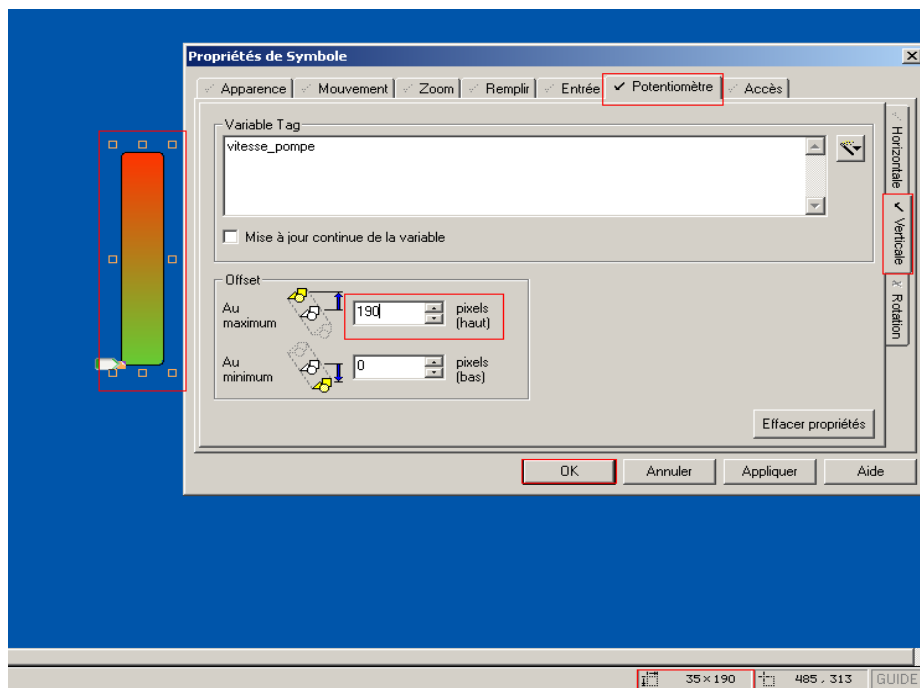 Propriétés de Symbole
Apparence Mouvement Zoom Remplir Entrée Potentiomètre Accès
Variable Tag
vitesse_pompe
Mise à jour continue de la variable
Horizontale
Verticale
Rotation
Offset
Au maximum 190 pixels (haut)
Au minimum 0 pixels (bas)
Effacer propriétés
OK Annuler Appliquer Aide
35×190 485 , 313 GUIDE